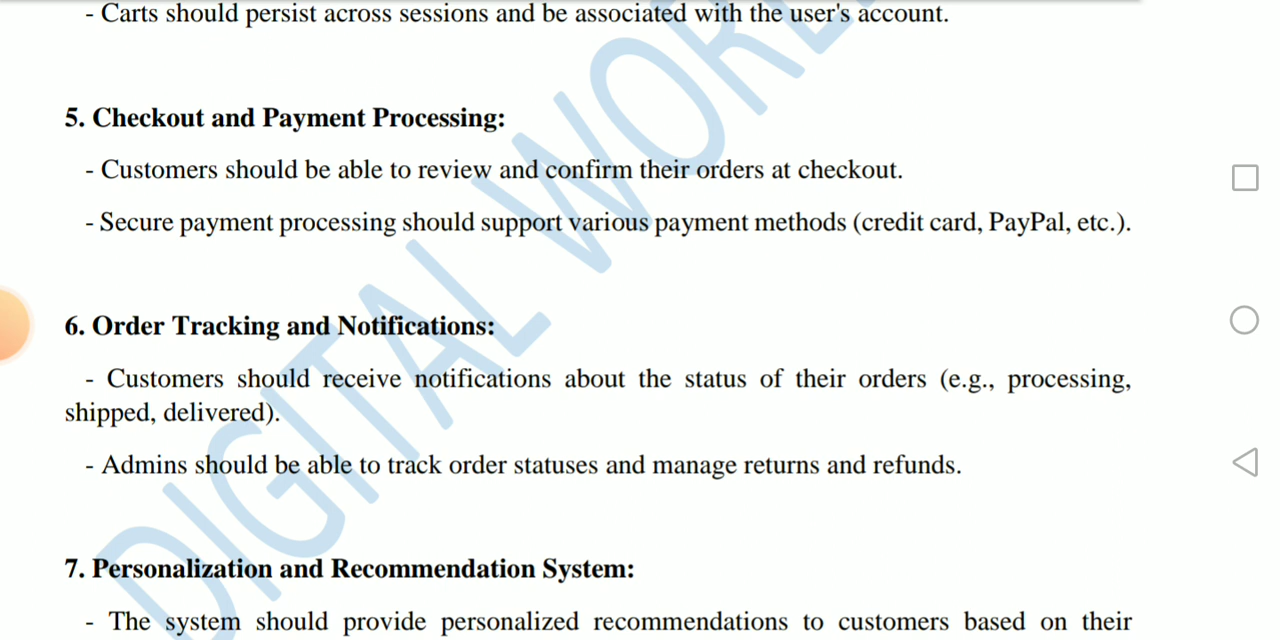 - Carts should persist across sessions and be associated with the user's account.
5. Checkout and Payment Processing:
- Customers should be able to review and confirm their orders at checkout.
- Secure payment processing should support various payment methods (credit card, PayPal, etc.).
6. Order Tracking and Notifications:
- Customers should receive notifications about the status of their orders (e.g., processing,
shipped, delivered).
- Admins should be able to track order statuses and manage returns and refunds.
7. Personalization and Recommendation System:
- The system should provide personalized recommendations to customers based on their
DIGITAL